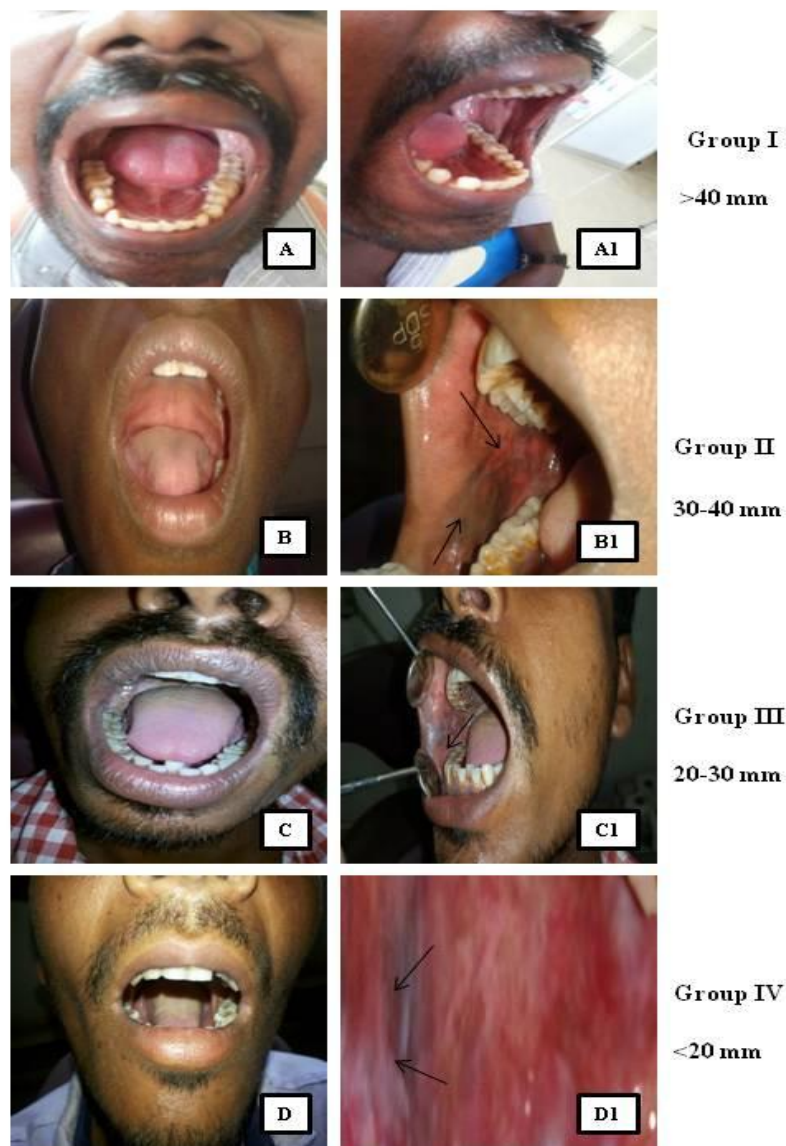 A
A1
Group I
>40 mm
B
B1
Group II
30-40 mm
C
C1
Group III
20-30 mm
D
D1
Group IV
<20 mm